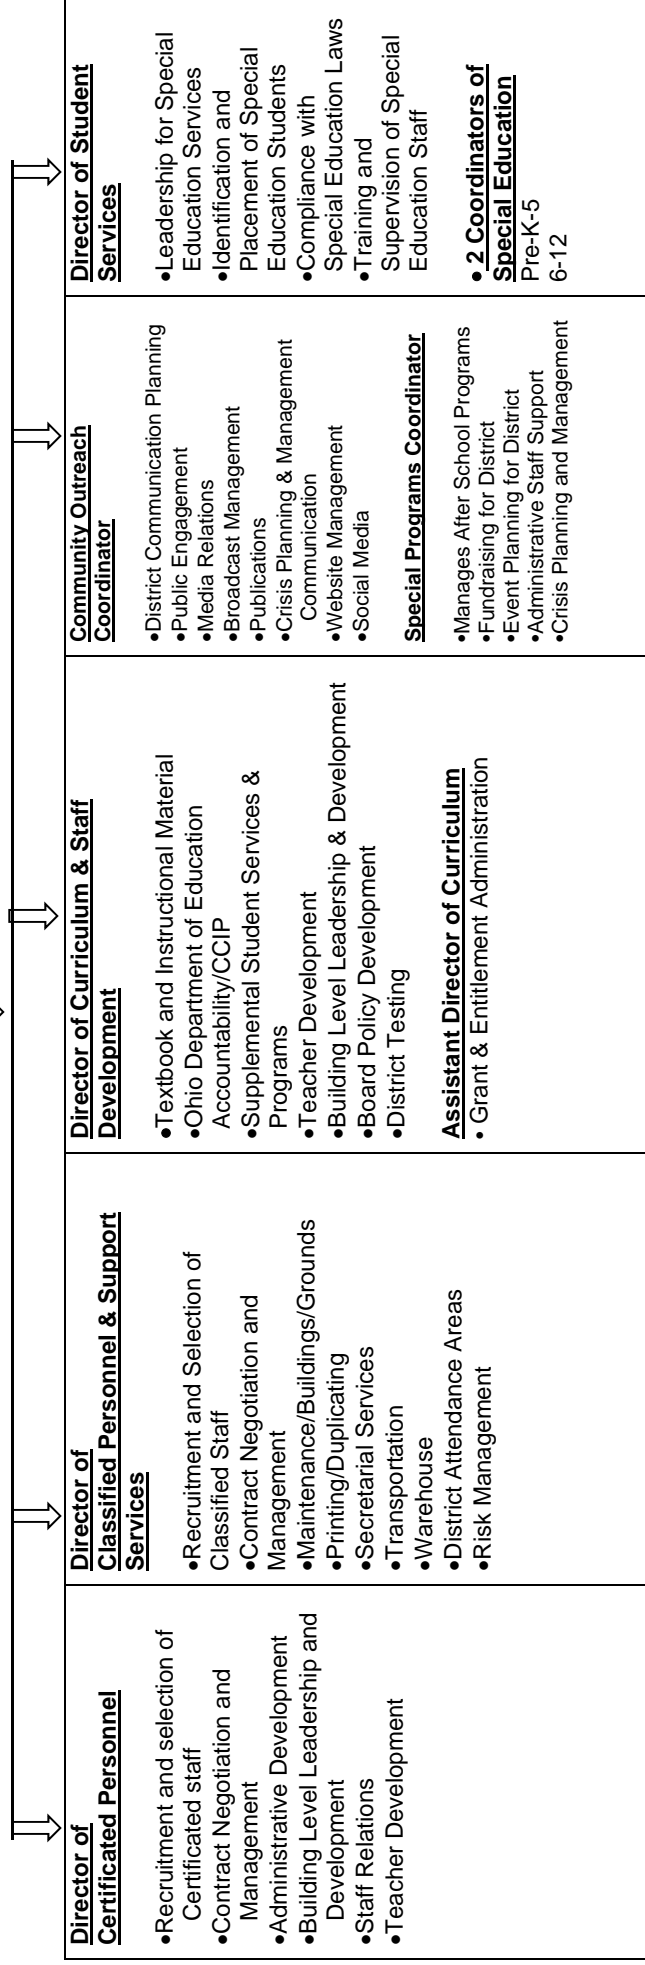 Director of
Certificated Personnel
•Recruitment and selection of
Certificated staff
•Contract Negotiation and
Management
•Administrative Development
•Building Level Leadership and
Development
•Staff Relations
•Teacher Development
Director of
Classified Personnel & Support
Services
•Recruitment and Selection of
Classified Staff
•Contract Negotiation and
Management
•Maintenance/Buildings/Grounds
•Printing/Duplicating
•Secretarial Services
•Transportation
•Warehouse
•District Attendance Areas
•Risk Management
Director of Curriculum & Staff
Development
•Textbook and Instructional Material
•Ohio Department of Education
Accountability/CCIP
•Supplemental Student Services &
Programs
•Teacher Development
•Building Level Leadership & Development
•Board Policy Development
•District Testing
Assistant Director of Curriculum
• Grant & Entitlement Administration
Community Outreach
Coordinator
•District Communication Planning
•Public Engagement
•Media Relations
•Broadcast Management
•Publications
•Crisis Planning & Management
Communication
•Website Management
•Social Media
Special Programs Coordinator
•Manages After School Programs
•Fundraising for District
•Event Planning for District
•Administrative Staff Support
•Crisis Planning and Management
Director of Student
Services
•Leadership for Special
Education Services
•Identification and
Placement of Special
Education Students
•Compliance with
Special Education Laws
•Training and
Supervision of Special
Education Staff
• 2 Coordinators of
Special Education
Pre-K-5
6-12